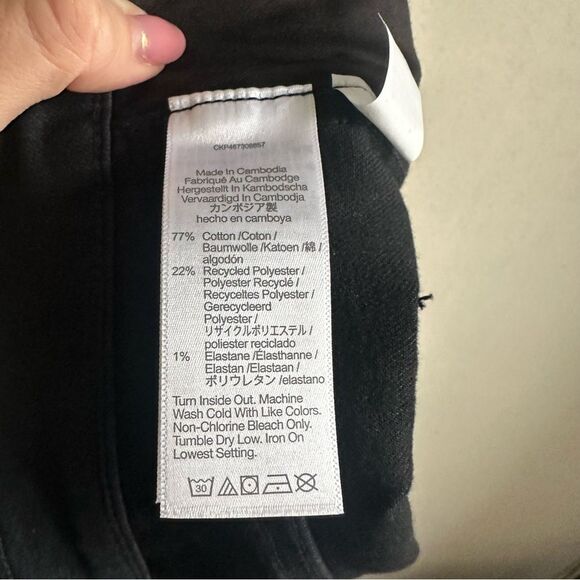 CKP467308857
Made In Cambodia
Fabriqué Au Cambodge
Hergestellt In Kambodscha
Vervaardigd In Cambodja
カンボジア製
hecho en camboya
77% Cotton /Coton /
Baumwolle /Katoen /綿 /
algodón
22% Recycled Polyester /
Polyester Recyclé /
Recyceltes Polyester /
Gerecycleerd
Polyester /
リサイクルポリエステル /
poliester reciclado
1% Elastane /Élasthanne /
Elastan /Elastaan /
ポリウレタン /elastano
Turn Inside Out. Machine
Wash Cold With Like Colors.
Non-Chlorine Bleach Only.
Tumble Dry Low. Iron On
Lowest Setting.
30